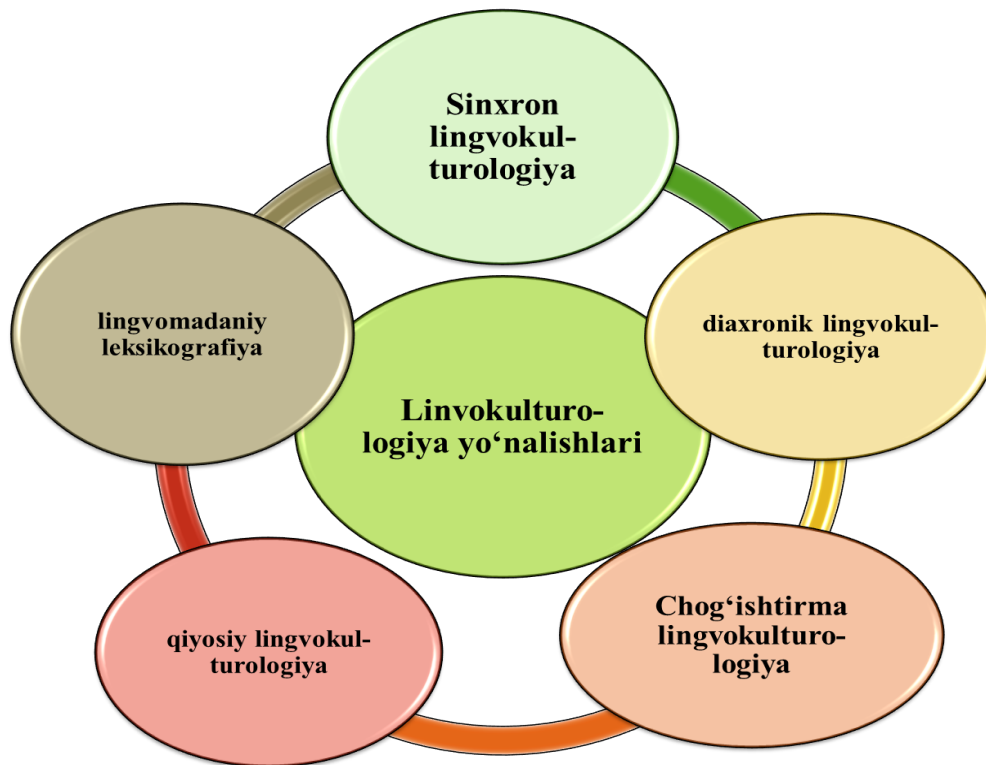 Sinxron
lingvokul-
turologiya
lingvomadaniy
leksikografiya
diaxronik lingvokul-
turologiya
Linvokulturo-
logiya yo‘nalishlari
qiyosiy lingvokul-
turologiya
Chog‘ishtirma
lingvokulturo-
logiya